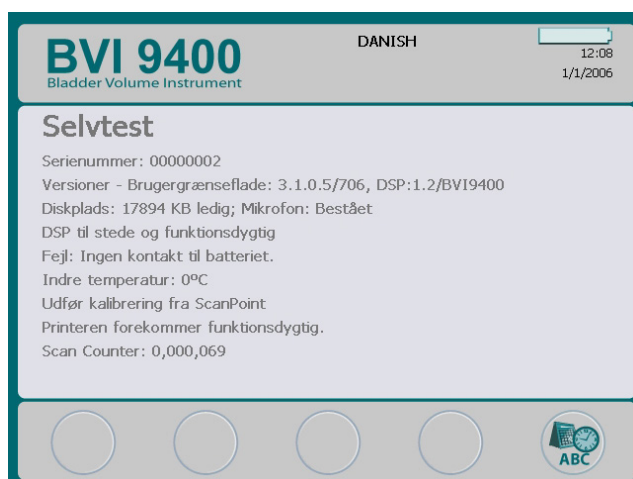 BVI 9400
Bladder Volume Instrument
DANISH
12:08
1/1/2006
Selvtest
Serienummer: 00000002
Versioner - Brugergrænseflade: 3.1.0.5/706, DSP:1.2/BVI9400
Diskplads: 17894 KB ledig; Mikrofon: Bestået
DSP til stede og funktionsdygtig
Fejl: Ingen kontakt til batteriet.
Indre temperatur: 0ºC
Udfør kalibrering fra ScanPoint
Printeren forekommer funktionsdygtig.
Scan Counter: 0,000,069
ABC